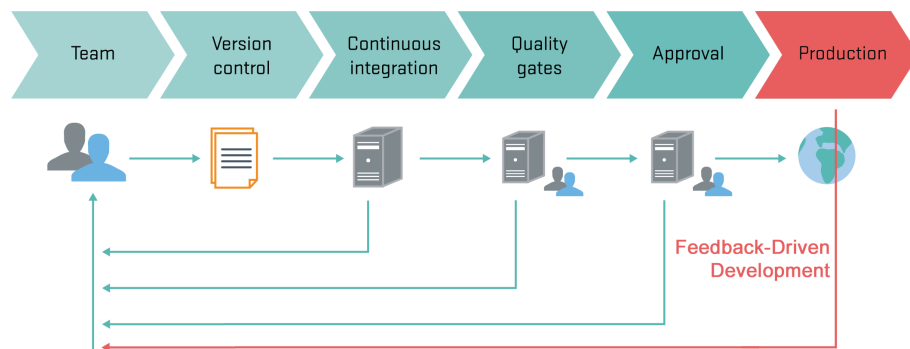 Team
Version
control
Continuous
integration
Quality
gates
Approval
Production
Feedback-Driven
Development